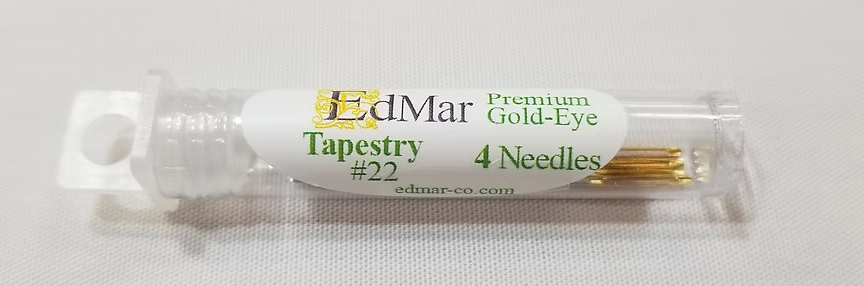 EdMar
Premium
Gold-Eye
Tapestry
#22
4 Needles
edmar-co.com